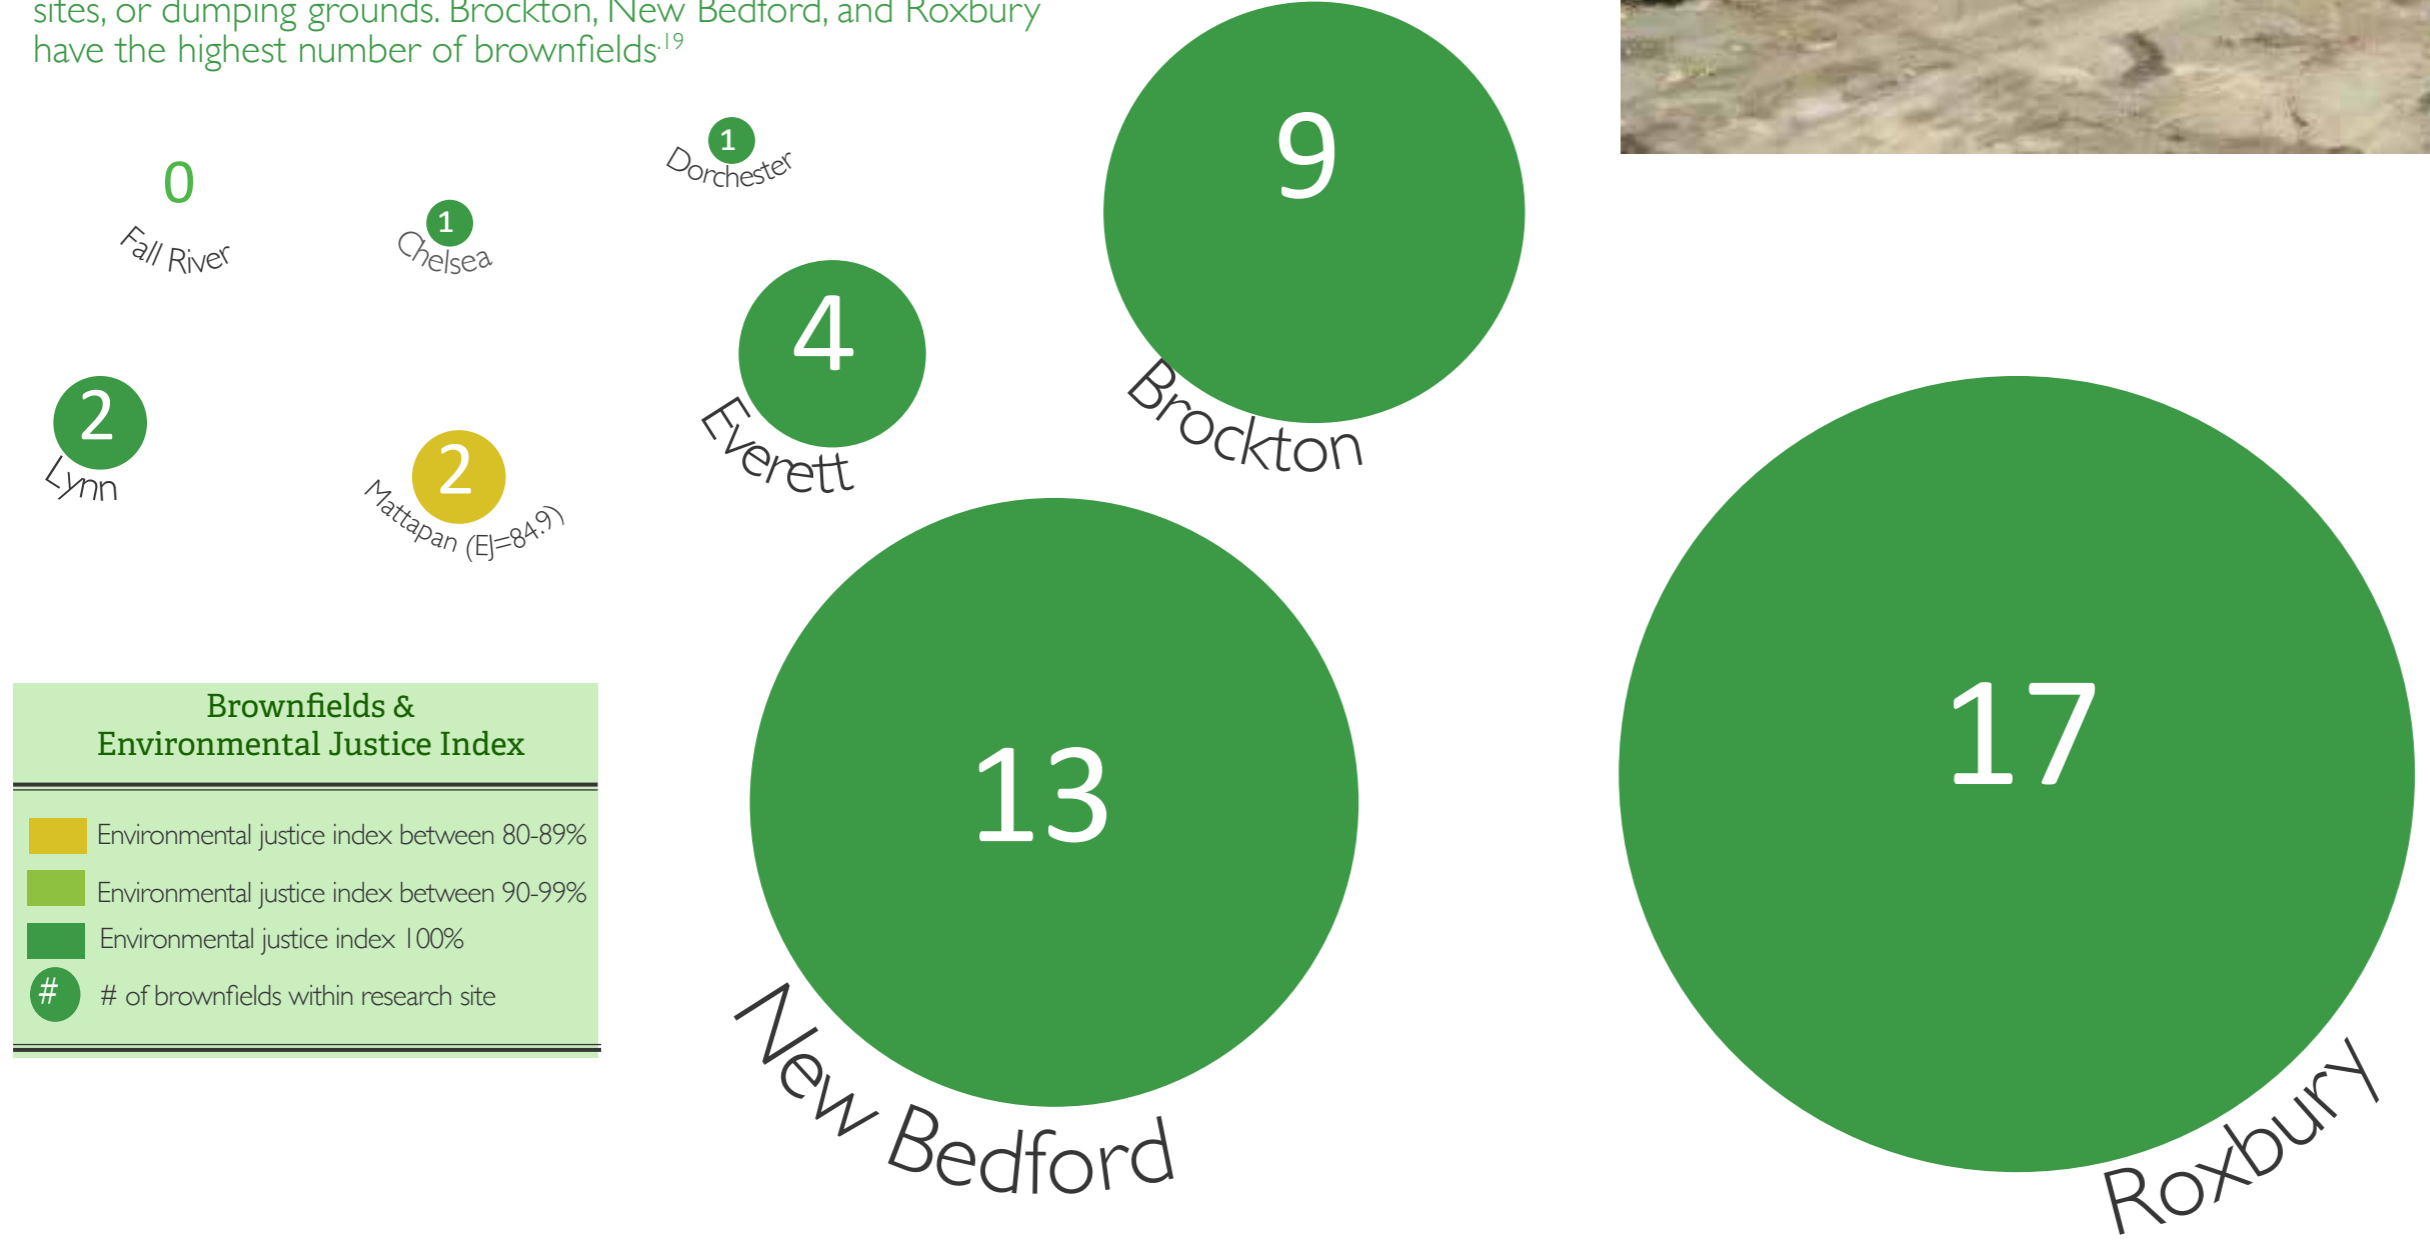 sites, or dumping grounds. Brockton, New Bedford, and Roxbury
have the highest number of brownfields.19
0
Fall River
1
Chelsea
1
Dorchester
9
Brockton
4
Everett
2
Lynn
2
Mattapan (EJ=84.9)
13
New Bedford
17
Roxbury
Brownfields &
Environmental Justice Index
Environmental justice index between 80-89%
Environmental justice index between 90-99%
Environmental justice index 100%
# # of brownfields within research site